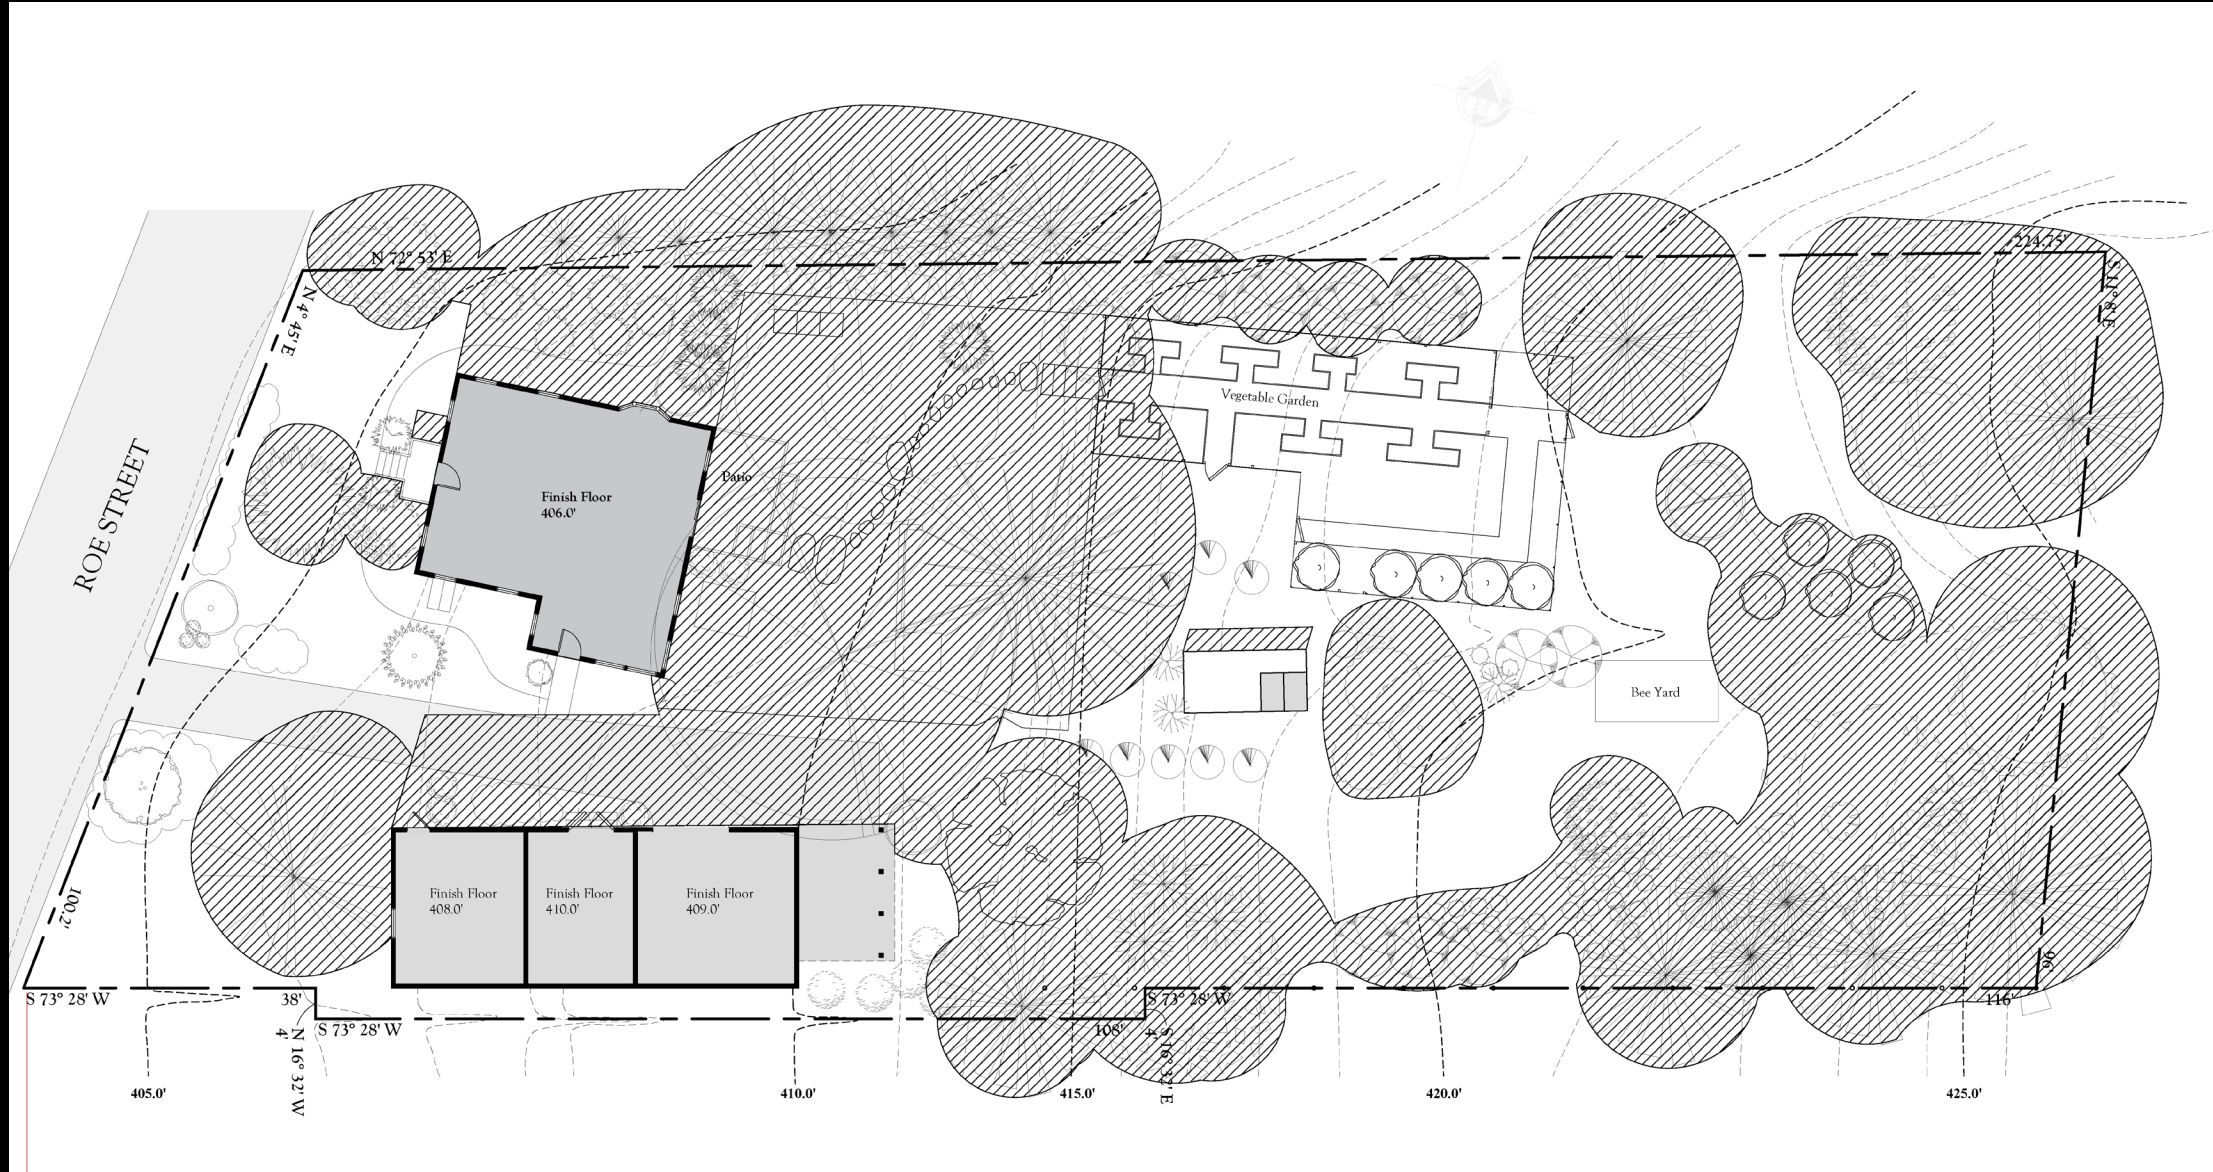 N 72° 53' E
224.75'
S 11° 8' E
N 4° 45' E
Vegetable Garden
ROE STREET
Patio
Finish Floor
406.0'
Bee Yard
100.2'
Finish Floor
408.0'
Finish Floor
410.0'
Finish Floor
409.0'
96'
S 73° 28' W
38'
S 73° 28' W
116'
N 16° 32' W
4'
S 73° 28' W
108'
4'
S 16° 32' E
405.0'
410.0'
415.0'
420.0'
425.0'